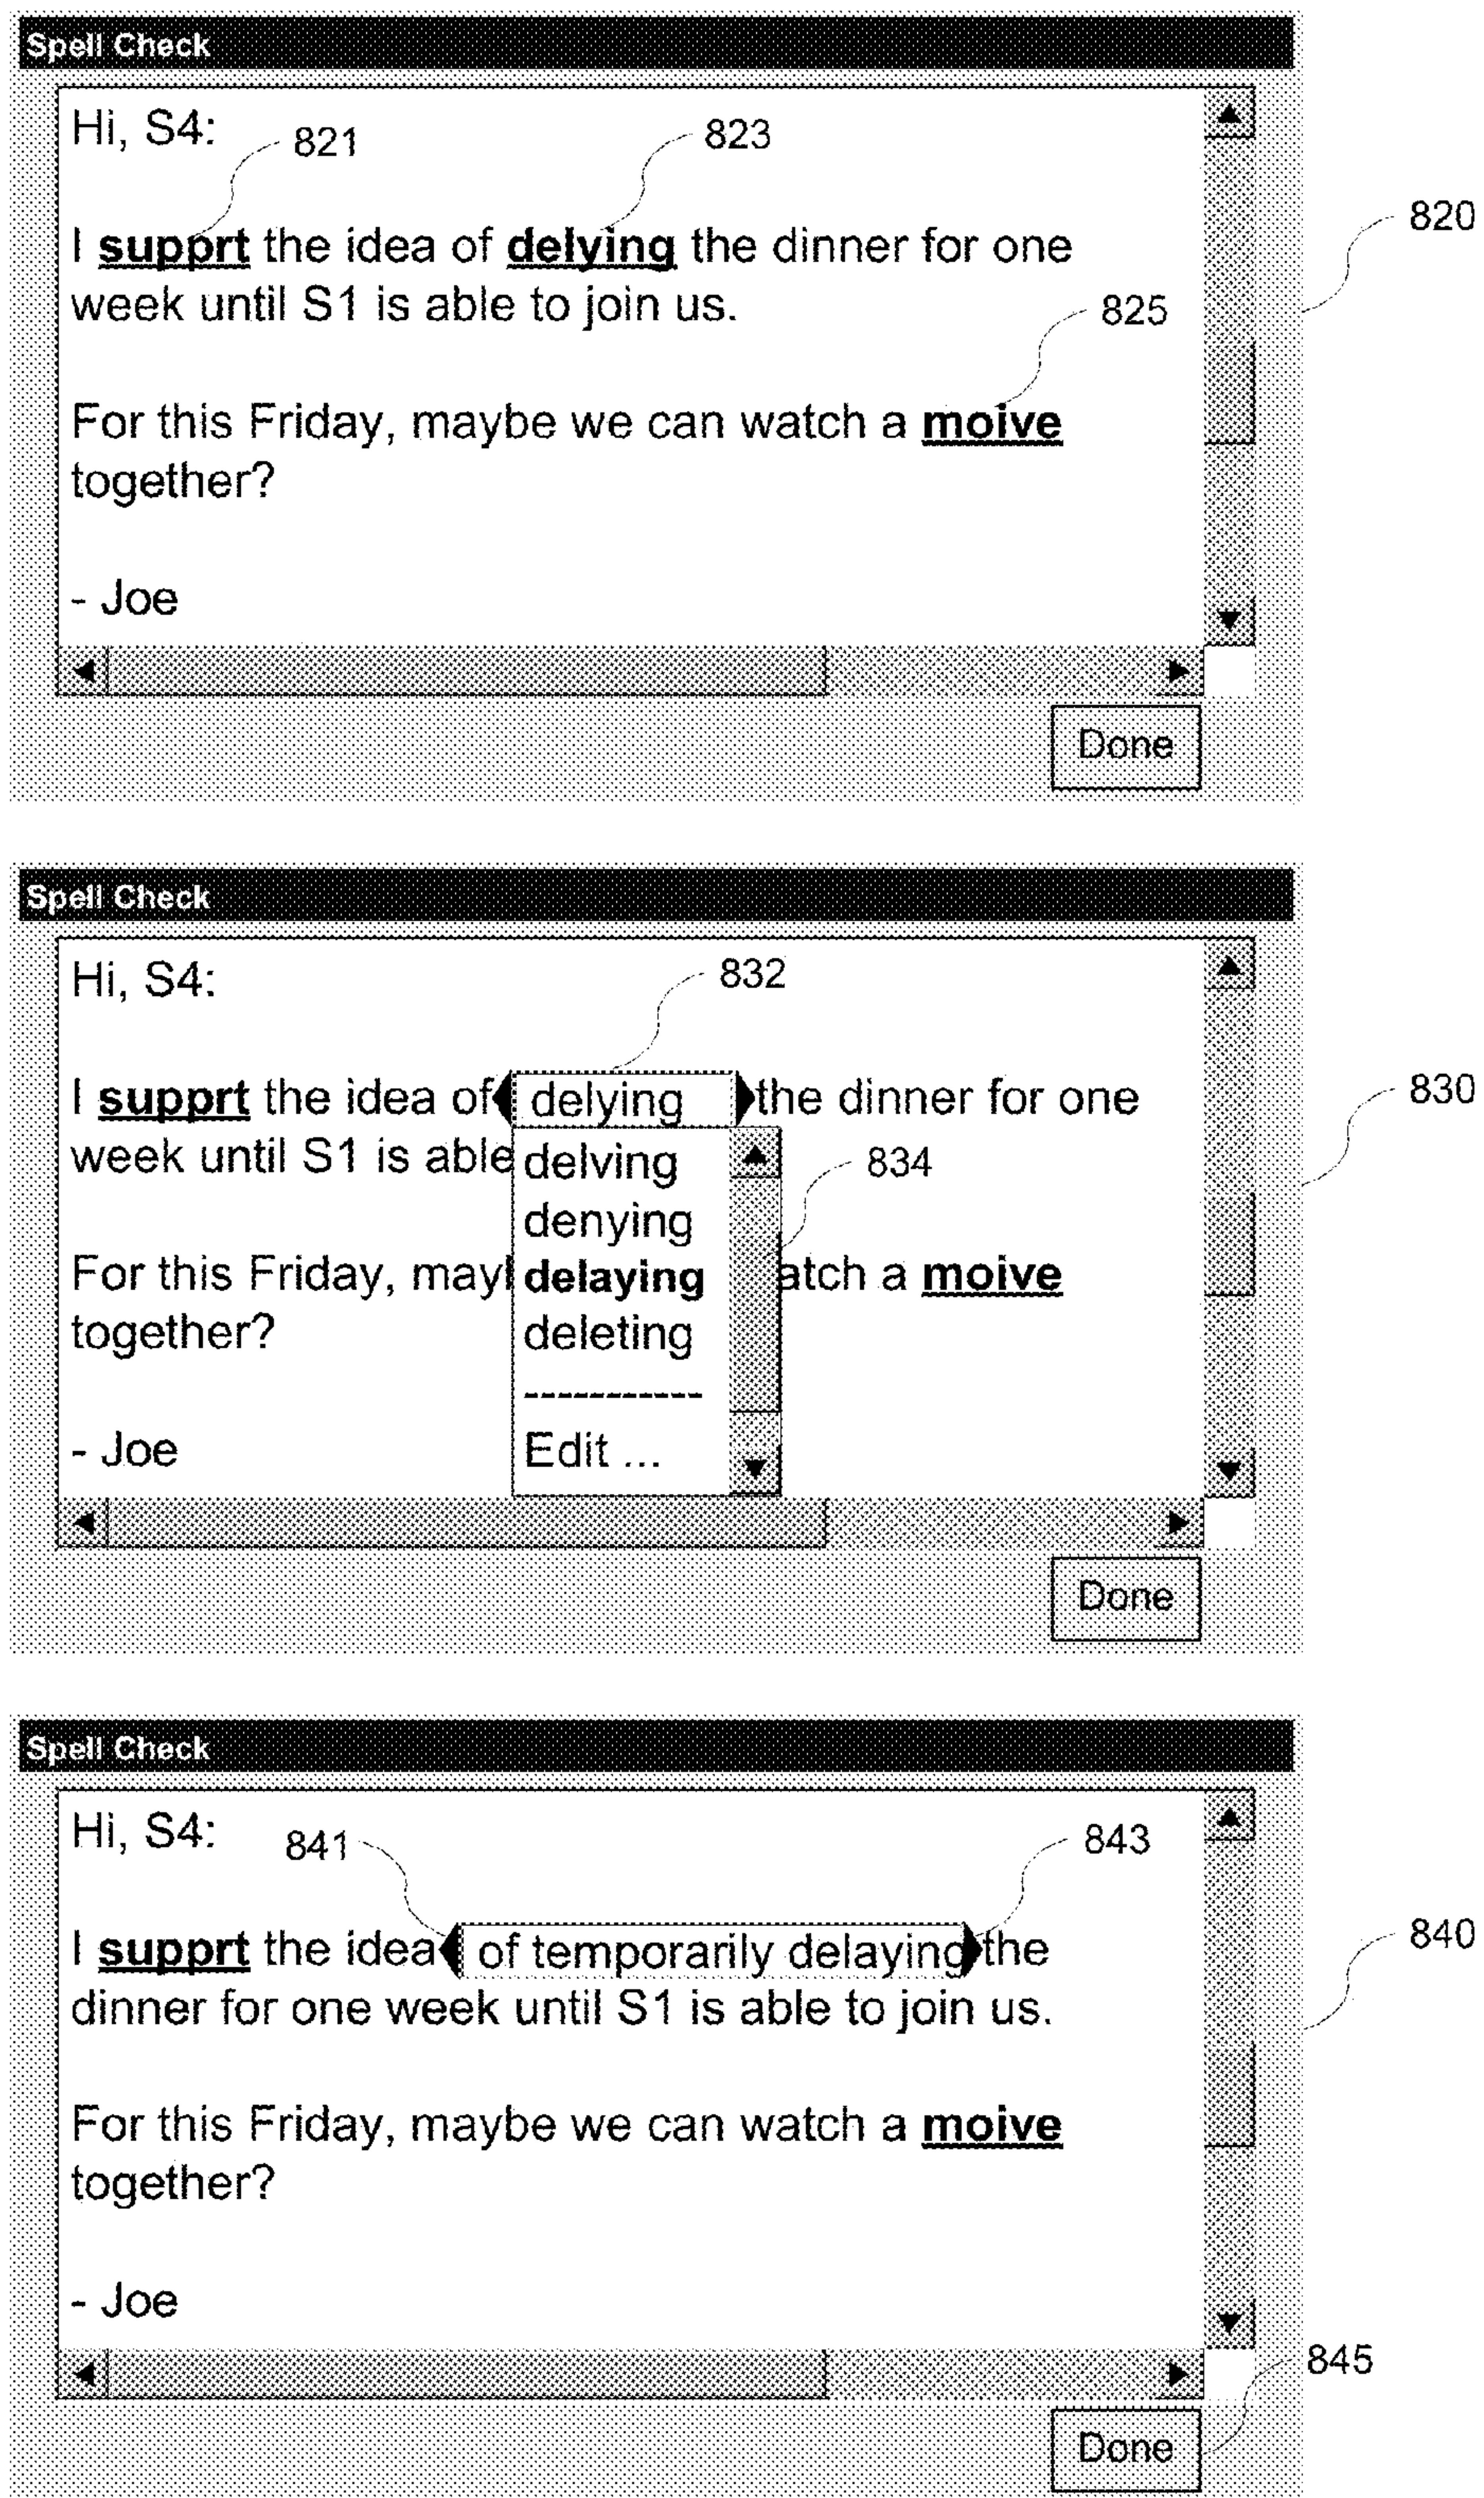 Spell Check
Hi, S4:
821
823
I supprt the idea of delying the dinner for one
820
week until S1 is able to join us.
825
For this Friday, maybe we can watch a moive
together?
- Joe
Done
Spell Check
Hi, S4:
832
I supprt the idea of delying the dinner for one
830
week until S1 is able
delving
834
denying
For this Friday, may
delaying
atch a moive
together?
deleting
-----------
- Joe
Edit ...
Done
Spell Check
Hi, S4:
841
843
I supprt the idea of temporarily delaying the
840
dinner for one week until S1 is able to join us.
For this Friday, maybe we can watch a moive
together?
- Joe
845
Done